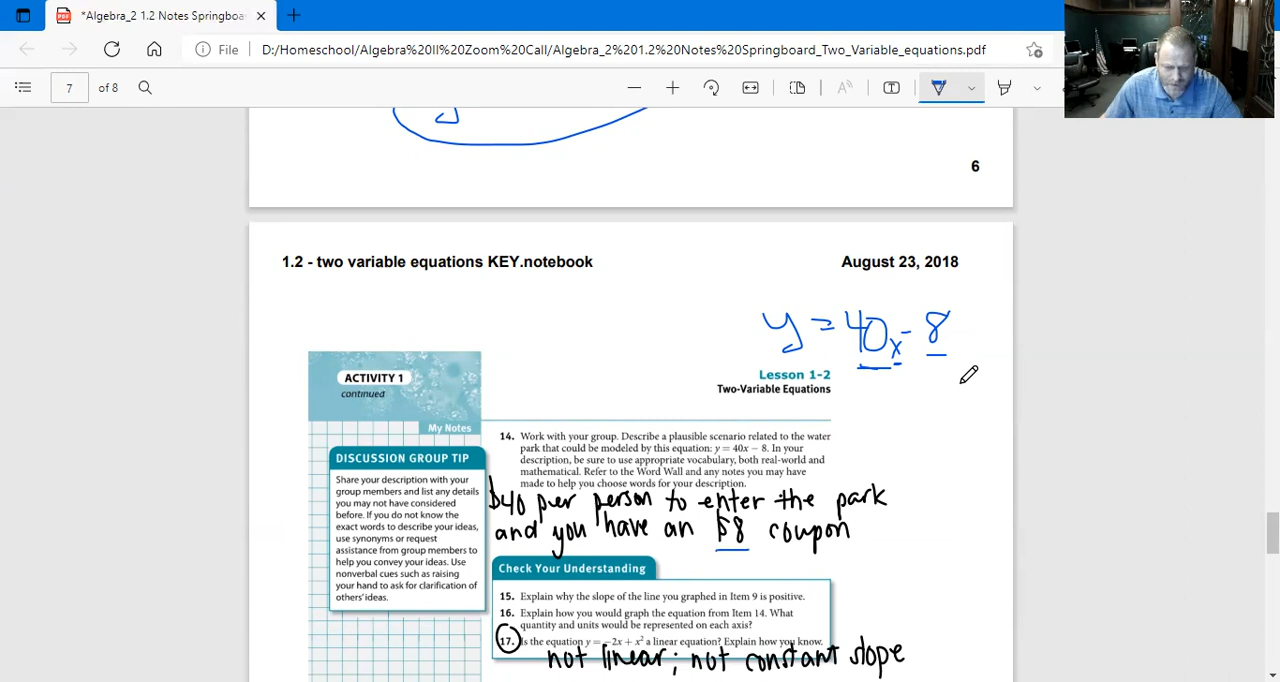 *Algebra_2 1.2 Notes Springboa
File D:/Homeschool/Algebra%20II%20Zoom%20Call/Algebra_2%201.2%20Notes%20Springboard_Two_Variable_equations.pdf
7 of 8
6
1.2 - two variable equations KEY.notebook August 23, 2018
y = 40x - 8
ACTIVITY 1
continued
Lesson 1-2
Two-Variable Equations
My Notes
DISCUSSION GROUP TIP
Share your description with your
group members and list any details
you may not have considered
before. If you do not know the
exact words to describe your ideas,
use synonyms or request
assistance from group members to
help you convey your ideas. Use
nonverbal cues such as raising
your hand to ask for clarification of
others' ideas.
14. Work with your group. Describe a plausible scenario related to the water
park that could be modeled by this equation: y = 40x − 8. In your
description, be sure to use appropriate vocabulary, both real-world and
mathematical. Refer to the Word Wall and any notes you may have
made to help you choose words for your description.
$40 per person to enter the park
and you have an $8 coupon
Check Your Understanding
15. Explain why the slope of the line you graphed in Item 9 is positive.
16. Explain how you would graph the equation from Item 14. What
quantity and units would be represented on each axis?
17. Is the equation y = −2x + x² a linear equation? Explain how you know.
not linear; not constant slope